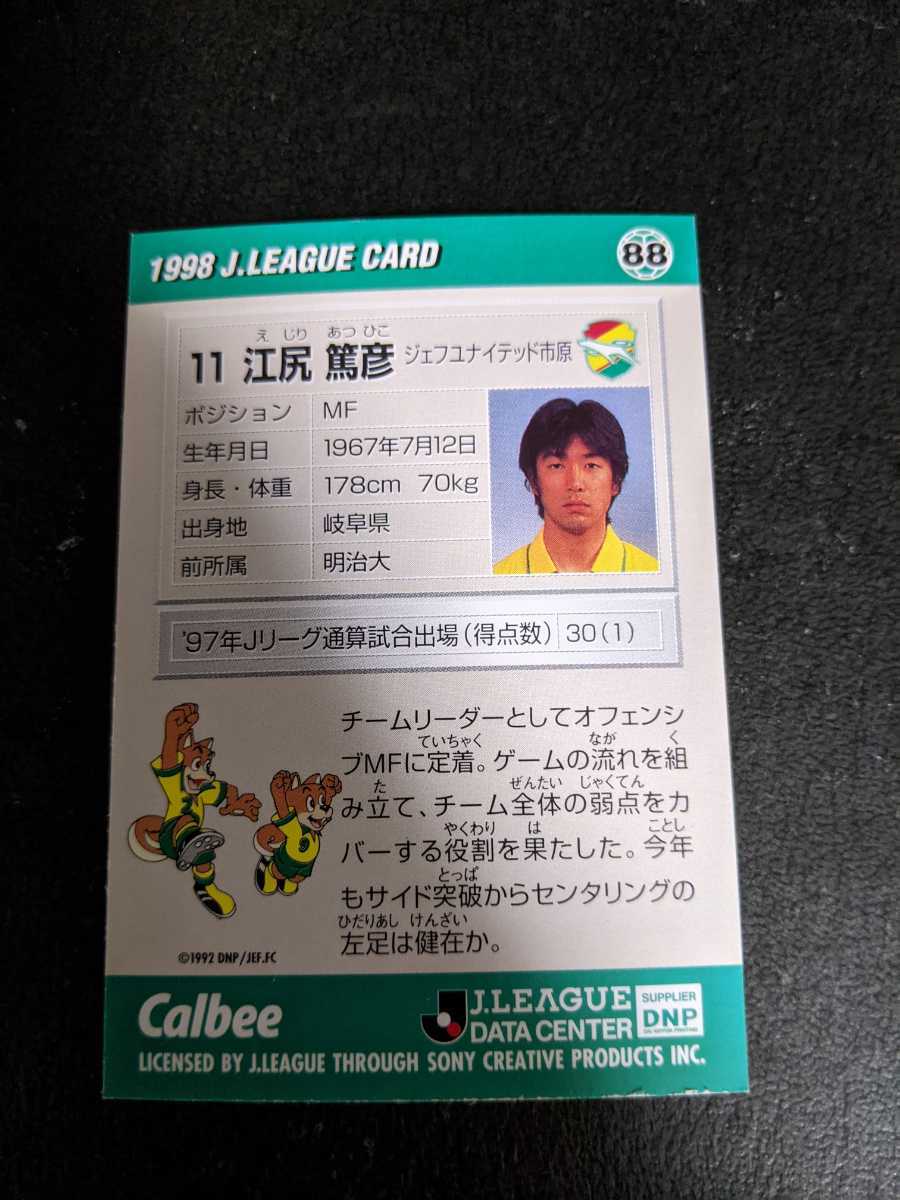 1998 J.LEAGUE CARD
88
え じり あつ ひこ
11 江尻 篤彦 ジェフユナイテッド市原
ポジション MF
生年月日 1967年7月12日
身長・体重 178cm 70kg
出身地 岐阜県
前所属 明治大
'97年Jリーグ通算試合出場(得点数) 30(1)
チームリーダーとしてオフェンシ
ていちゃく なが く
ブMFに定着。ゲームの流れを組
た ぜんたい じゃくてん
み立て、チーム全体の弱点をカ
やくわり は ことし
バーする役割を果たした。今年
とっぱ
もサイド突破からセンタリングの
ひだりあし けんざい
左足は健在か。
©1992 DNP/JEF.FC
Calbee
J.LEAGUE
DATA CENTER
SUPPLIER
DNP
DAI NIPPON PRINTING
LICENSED BY J.LEAGUE THROUGH SONY CREATIVE PRODUCTS INC.